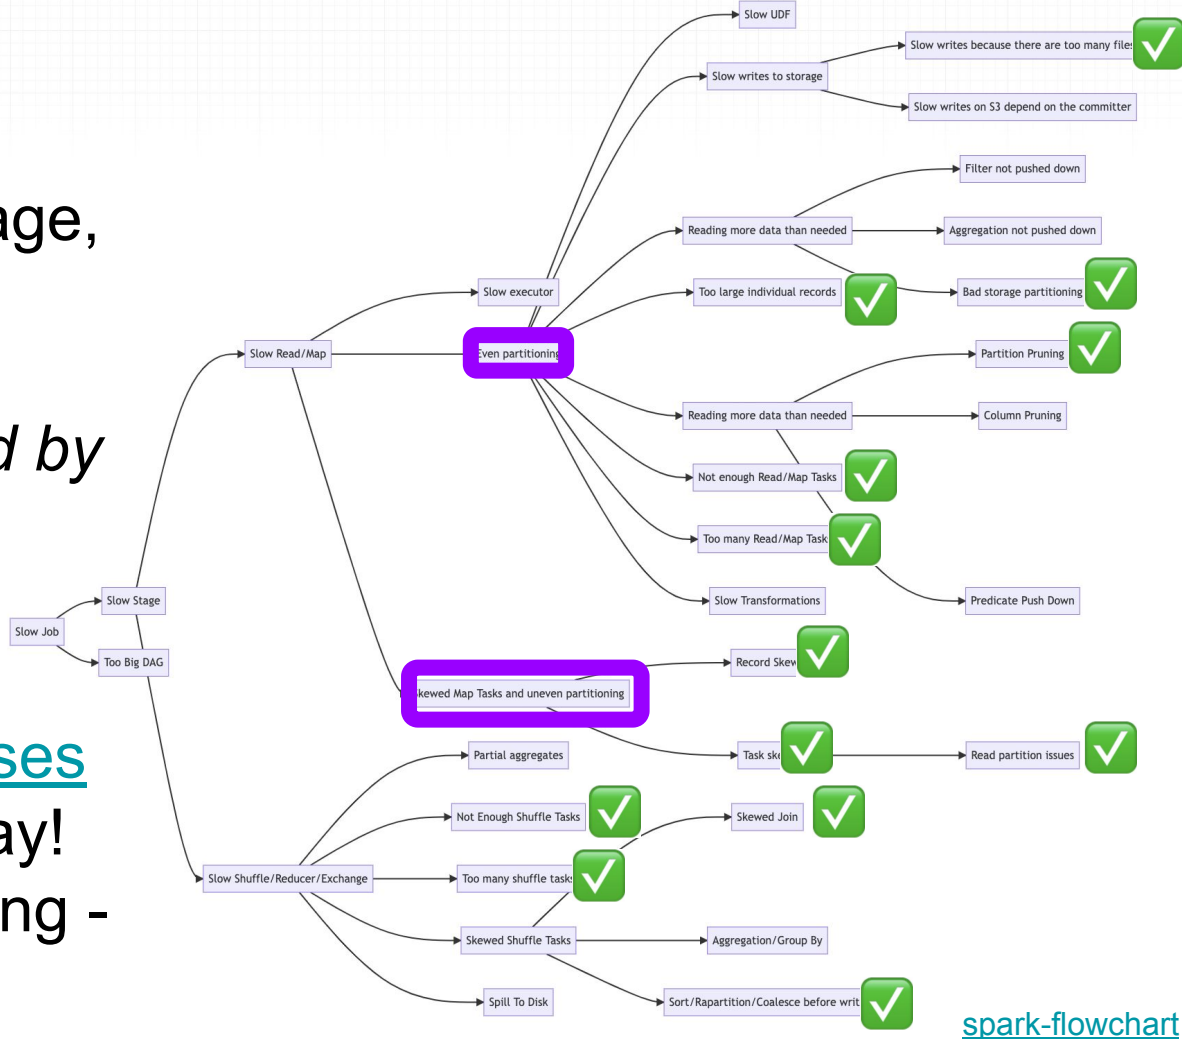 Slow UDF
Slow writes because there are too many files
Slow writes to storage
Slow writes on S3 depend on the committer
Filter not pushed down
age,
Reading more data than needed
Aggregation not pushed down
Slow executor
Too large individual records
Bad storage partitioning
Slow Read/Map
Even partitioning
Partition Pruning
d by
Reading more data than needed
Column Pruning
Not enough Read/Map Tasks
Too many Read/Map Task
Slow Stage
Slow Transformations
Predicate Push Down
Slow Job
Too Big DAG
Record Skew
kewed Map Tasks and uneven partitioning
ses
Partial aggregates
Task ske
Read partition issues
ay!
Not Enough Shuffle Tasks
Skewed Join
Slow Shuffle/Reducer/Exchange
Too many shuffle tasks
ng -
Skewed Shuffle Tasks
Aggregation/Group By
Spill To Disk
Sort/Rapartition/Coalesce before writ
spark-flowchart